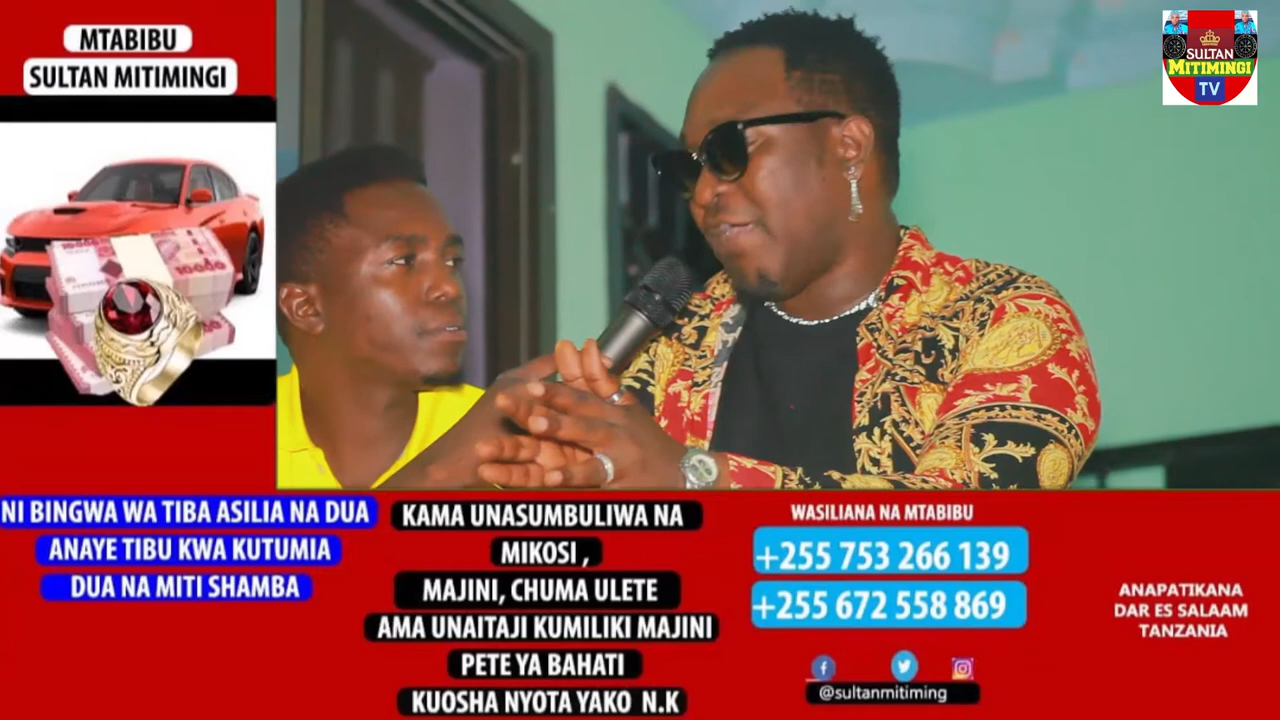 MTABIBU
SULTAN MITIMINGI
SULTAN
MITIMINGI
TV
10000
NI BINGWA WA TIBA ASILIA NA DUA
ANAYE TIBU KWA KUTUMIA
DUA NA MITI SHAMBA
KAMA UNASUMBULIWA NA
MIKOSI ,
MAJINI, CHUMA ULETE
AMA UNAITAJI KUMILIKI MAJINI
PETE YA BAHATI
KUOSHA NYOTA YAKO N.K
WASILIANA NA MTABIBU
+255 753 266 139
+255 672 558 869
@sultanmitiming
ANAPATIKANA
DAR ES SALAAM
TANZANIA